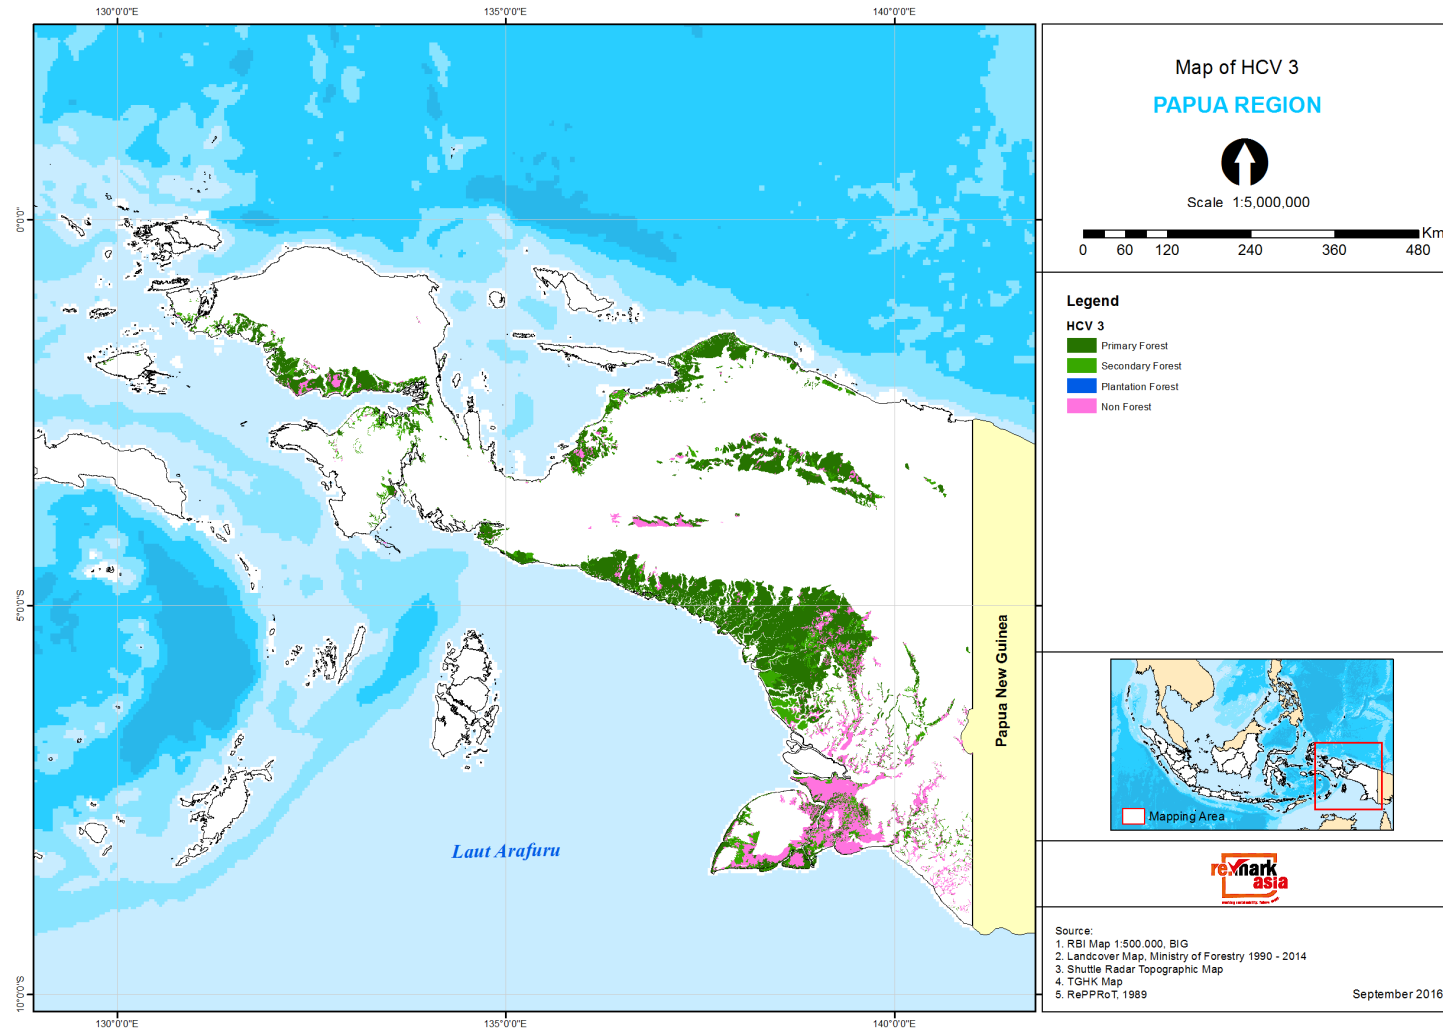 130°0'0"E
135°0'0"E
140°0'0"E
0°0'0"
5°0'0"S
10°0'0"S
Papua New Guinea
Laut Arafuru
130°0'0"E
135°0'0"E
140°0'0"E
Map of HCV 3
PAPUA REGION
Scale 1:5,000,000
Km
0 60 120 240 360 480
Legend
HCV 3
Primary Forest
Secondary Forest
Plantation Forest
Non Forest
Mapping Area
re.mark
asia
Source:
1. RBI Map 1:500.000, BIG
2. Landcover Map, Ministry of Forestry 1990 - 2014
3. Shuttle Radar Topographic Map
4. TGHK Map
5. RePPRoT, 1989
September 2016